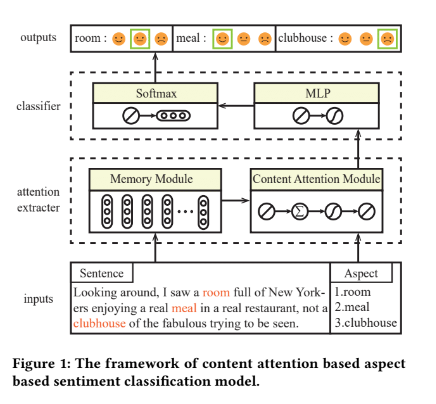 outputs
room :
meal :
clubhouse :
classifier
Softmax
MLP
attention
extracter
Memory Module
Content Attention Module
Σ
inputs
Sentence
Looking around, I saw a room full of New York-
ers enjoying a real meal in a real restaurant, not a
clubhouse of the fabulous trying to be seen.
Aspect
1.room
2.meal
3.clubhouse
Figure 1: The framework of content attention based aspect
based sentiment classification model.